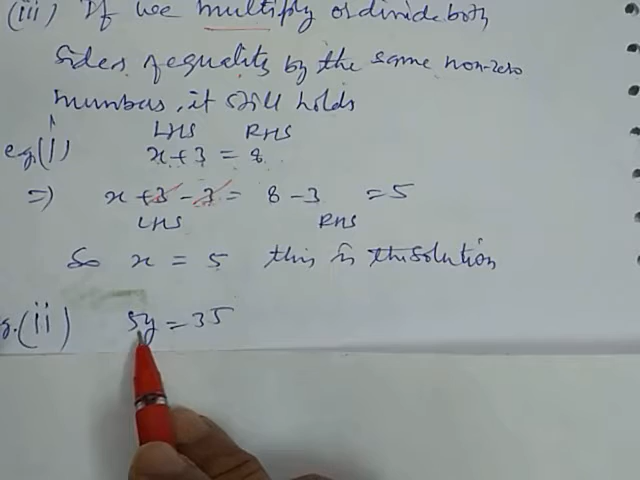 (iii) If we multiply or divide both
sides of equality by the same non-zero
numbers, it still holds
LHS RHS
eg.(i) x + 3 = 8
=) x + 3 - 3 = 8 - 3 = 5
LHS RHS
So x = 5 this is the solution
g.(ii) 5y = 35